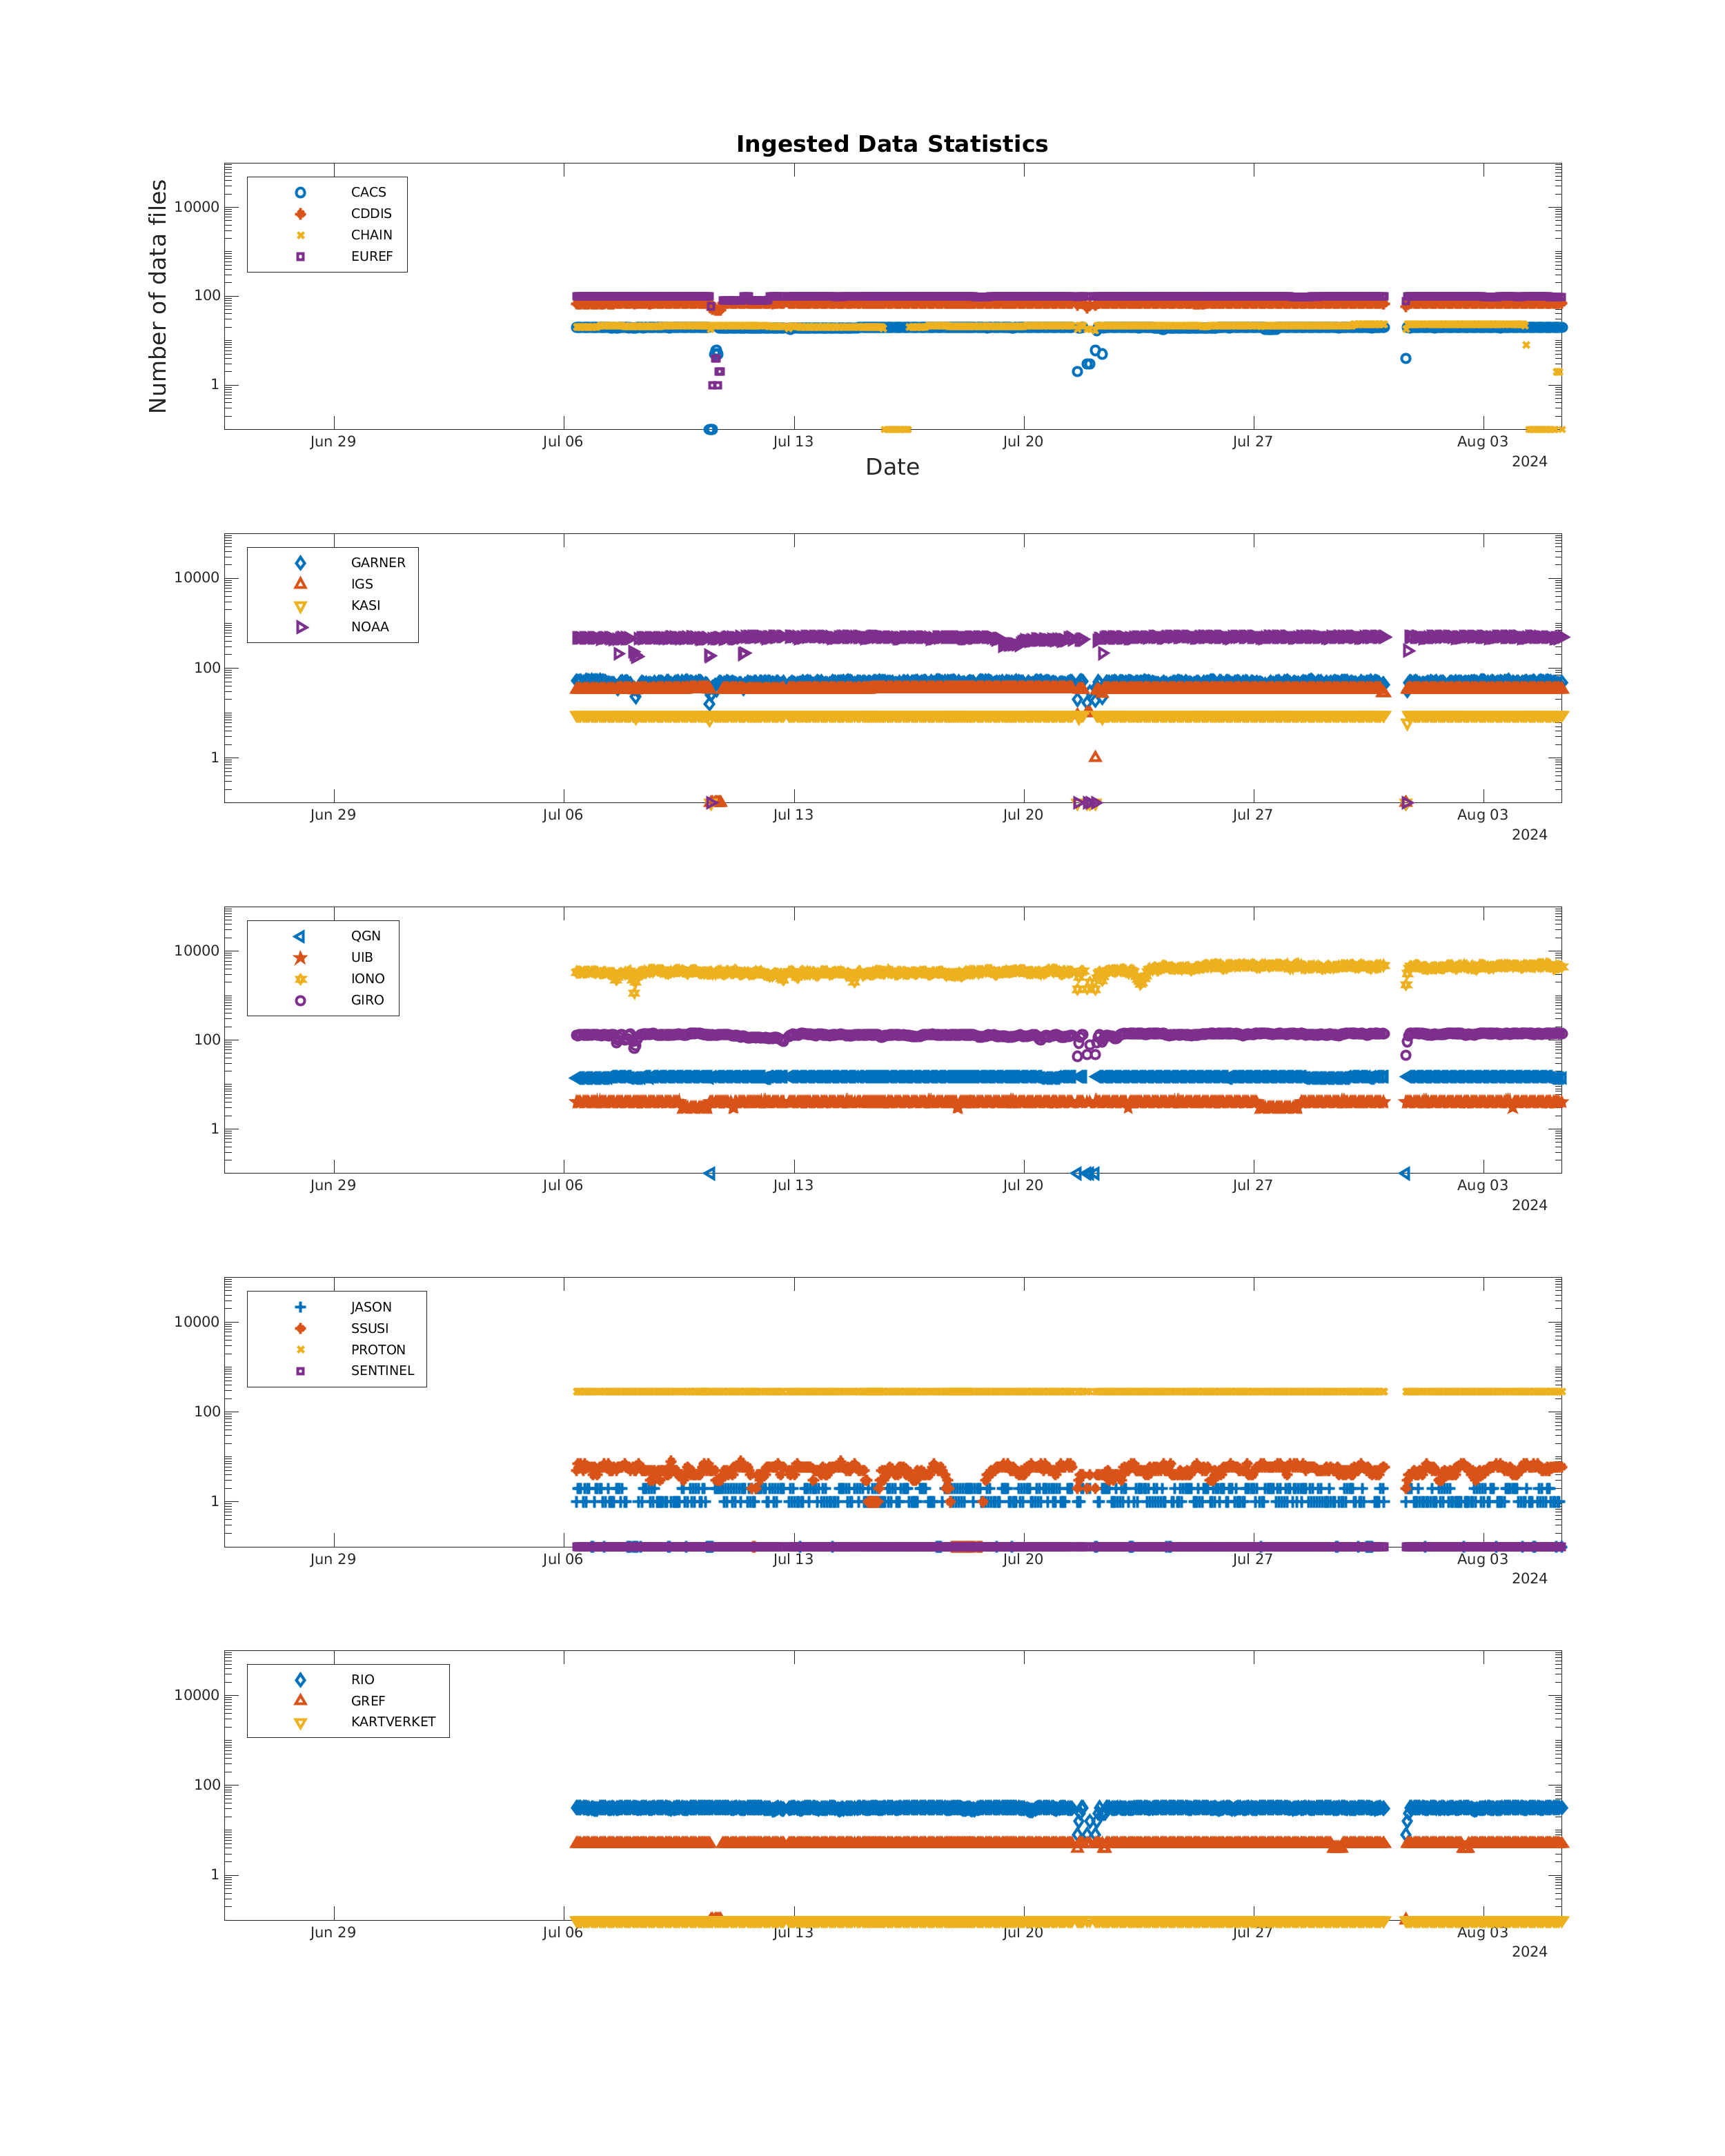 Ingested Data Statistics
Number of data files
CACS
CDDIS
CHAIN
EUREF
10000
100
1
Jun 29 Jul 06 Jul 13 Jul 20 Jul 27 Aug 03
2024
Date
GARNER
IGS
KASI
NOAA
10000
100
1
Jun 29 Jul 06 Jul 13 Jul 20 Jul 27 Aug 03
2024
QGN
UIB
IONO
GIRO
10000
100
1
Jun 29 Jul 06 Jul 13 Jul 20 Jul 27 Aug 03
2024
JASON
SSUSI
PROTON
SENTINEL
10000
100
1
Jun 29 Jul 06 Jul 13 Jul 20 Jul 27 Aug 03
2024
RIO
GREF
KARTVERKET
10000
100
1
Jun 29 Jul 06 Jul 13 Jul 20 Jul 27 Aug 03
2024